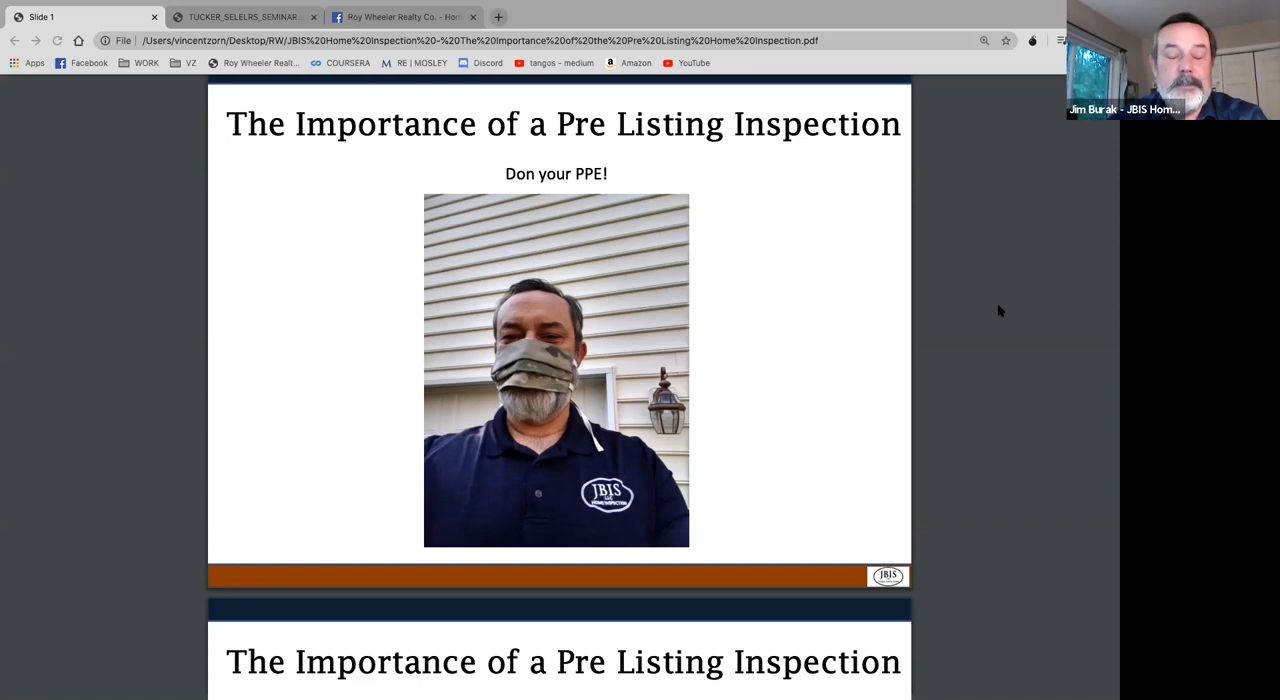 Slide 1
TUCKER_SELELRS_SEMINAR
Roy Wheeler Realty Co. - Hom
File | /Users/vincentzorn/Desktop/RW/JBIS%20Home%20Inspection%20-%20The%20Importance%20of%20the%20Pre%20Listing%20Home%20Inspection.pdf
Apps Facebook WORK VZ Roy Wheeler Realt... COURSERA RE | MOSLEY Discord tangos - medium Amazon YouTube
Jim Burak - JBIS Hom...
The Importance of a Pre Listing Inspection
Don your PPE!
JBIS
LLC
HOME INSPECTION
JBIS
The Importance of a Pre Listing Inspection